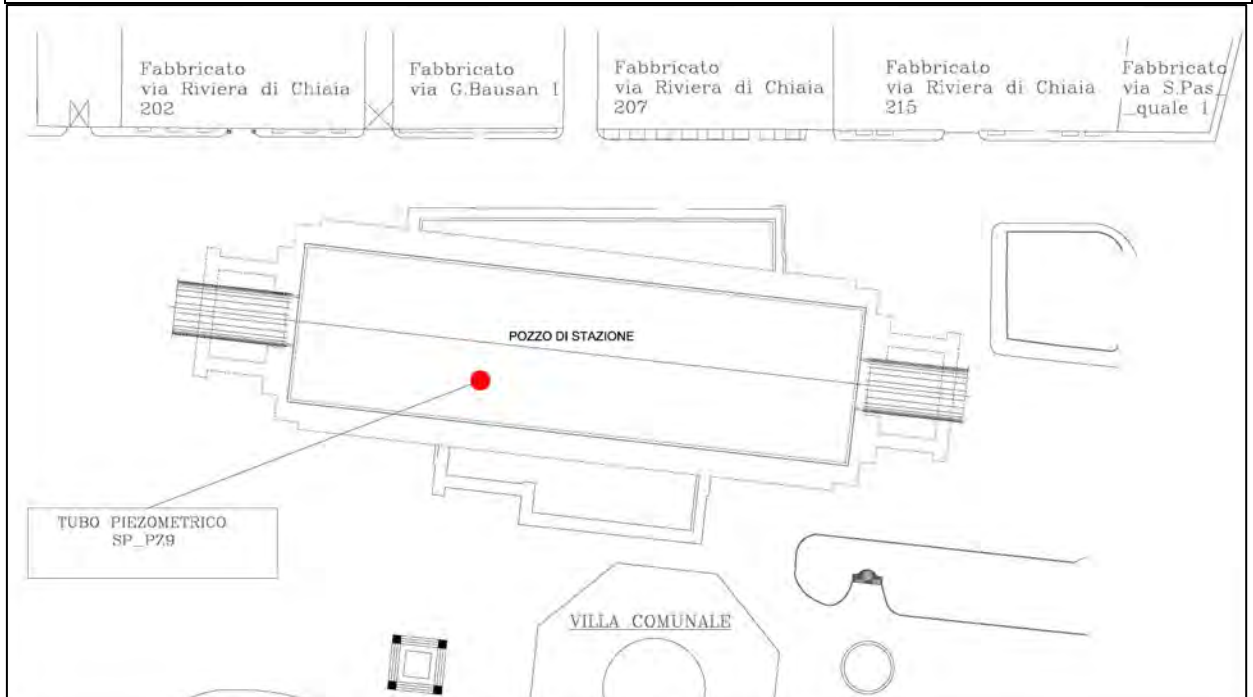 Fabbricato
via Riviera di Chiaia
202
Fabbricato
via G.Bausan 1
Fabbricato
via Riviera di Chiaia
207
Fabbricato
via Riviera di Chiaia
215
Fabbricato
via S.Pas_
_quale 1
POZZO DI STAZIONE
TUBO PIEZOMETRICO
SP_PZ9
VILLA COMUNALE